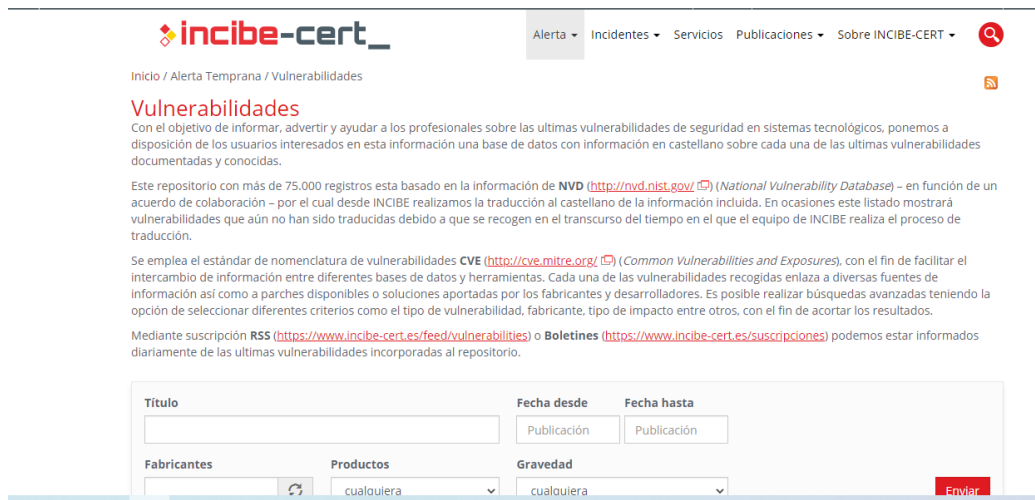 incibe-cert_
Alerta Incidentes Servicios Publicaciones Sobre INCIBE-CERT
Inicio / Alerta Temprana / Vulnerabilidades
Vulnerabilidades
Con el objetivo de informar, advertir y ayudar a los profesionales sobre las ultimas vulnerabilidades de seguridad en sistemas tecnológicos, ponemos a
disposición de los usuarios interesados en esta información una base de datos con información en castellano sobre cada una de las ultimas vulnerabilidades
documentadas y conocidas.
Este repositorio con más de 75.000 registros esta basado en la información de NVD (http://nvd.nist.gov/) (National Vulnerability Database) – en función de un
acuerdo de colaboración – por el cual desde INCIBE realizamos la traducción al castellano de la información incluida. En ocasiones este listado mostrará
vulnerabilidades que aún no han sido traducidas debido a que se recogen en el transcurso del tiempo en el que el equipo de INCIBE realiza el proceso de
traducción.
Se emplea el estándar de nomenclatura de vulnerabilidades CVE (http://cve.mitre.org/) (Common Vulnerabilities and Exposures), con el fin de facilitar el
intercambio de información entre diferentes bases de datos y herramientas. Cada una de las vulnerabilidades recogidas enlaza a diversas fuentes de
información así como a parches disponibles o soluciones aportadas por los fabricantes y desarrolladores. Es posible realizar búsquedas avanzadas teniendo la
opción de seleccionar diferentes criterios como el tipo de vulnerabilidad, fabricante, tipo de impacto entre otros, con el fin de acortar los resultados.
Mediante suscripción RSS (https://www.incibe-cert.es/feed/vulnerabilities) o Boletines (https://www.incibe-cert.es/suscripciones) podemos estar informados
diariamente de las ultimas vulnerabilidades incorporadas al repositorio.
Título Fecha desde Fecha hasta
Publicación Publicación
Fabricantes Productos Gravedad
cualquiera cualquiera Enviar